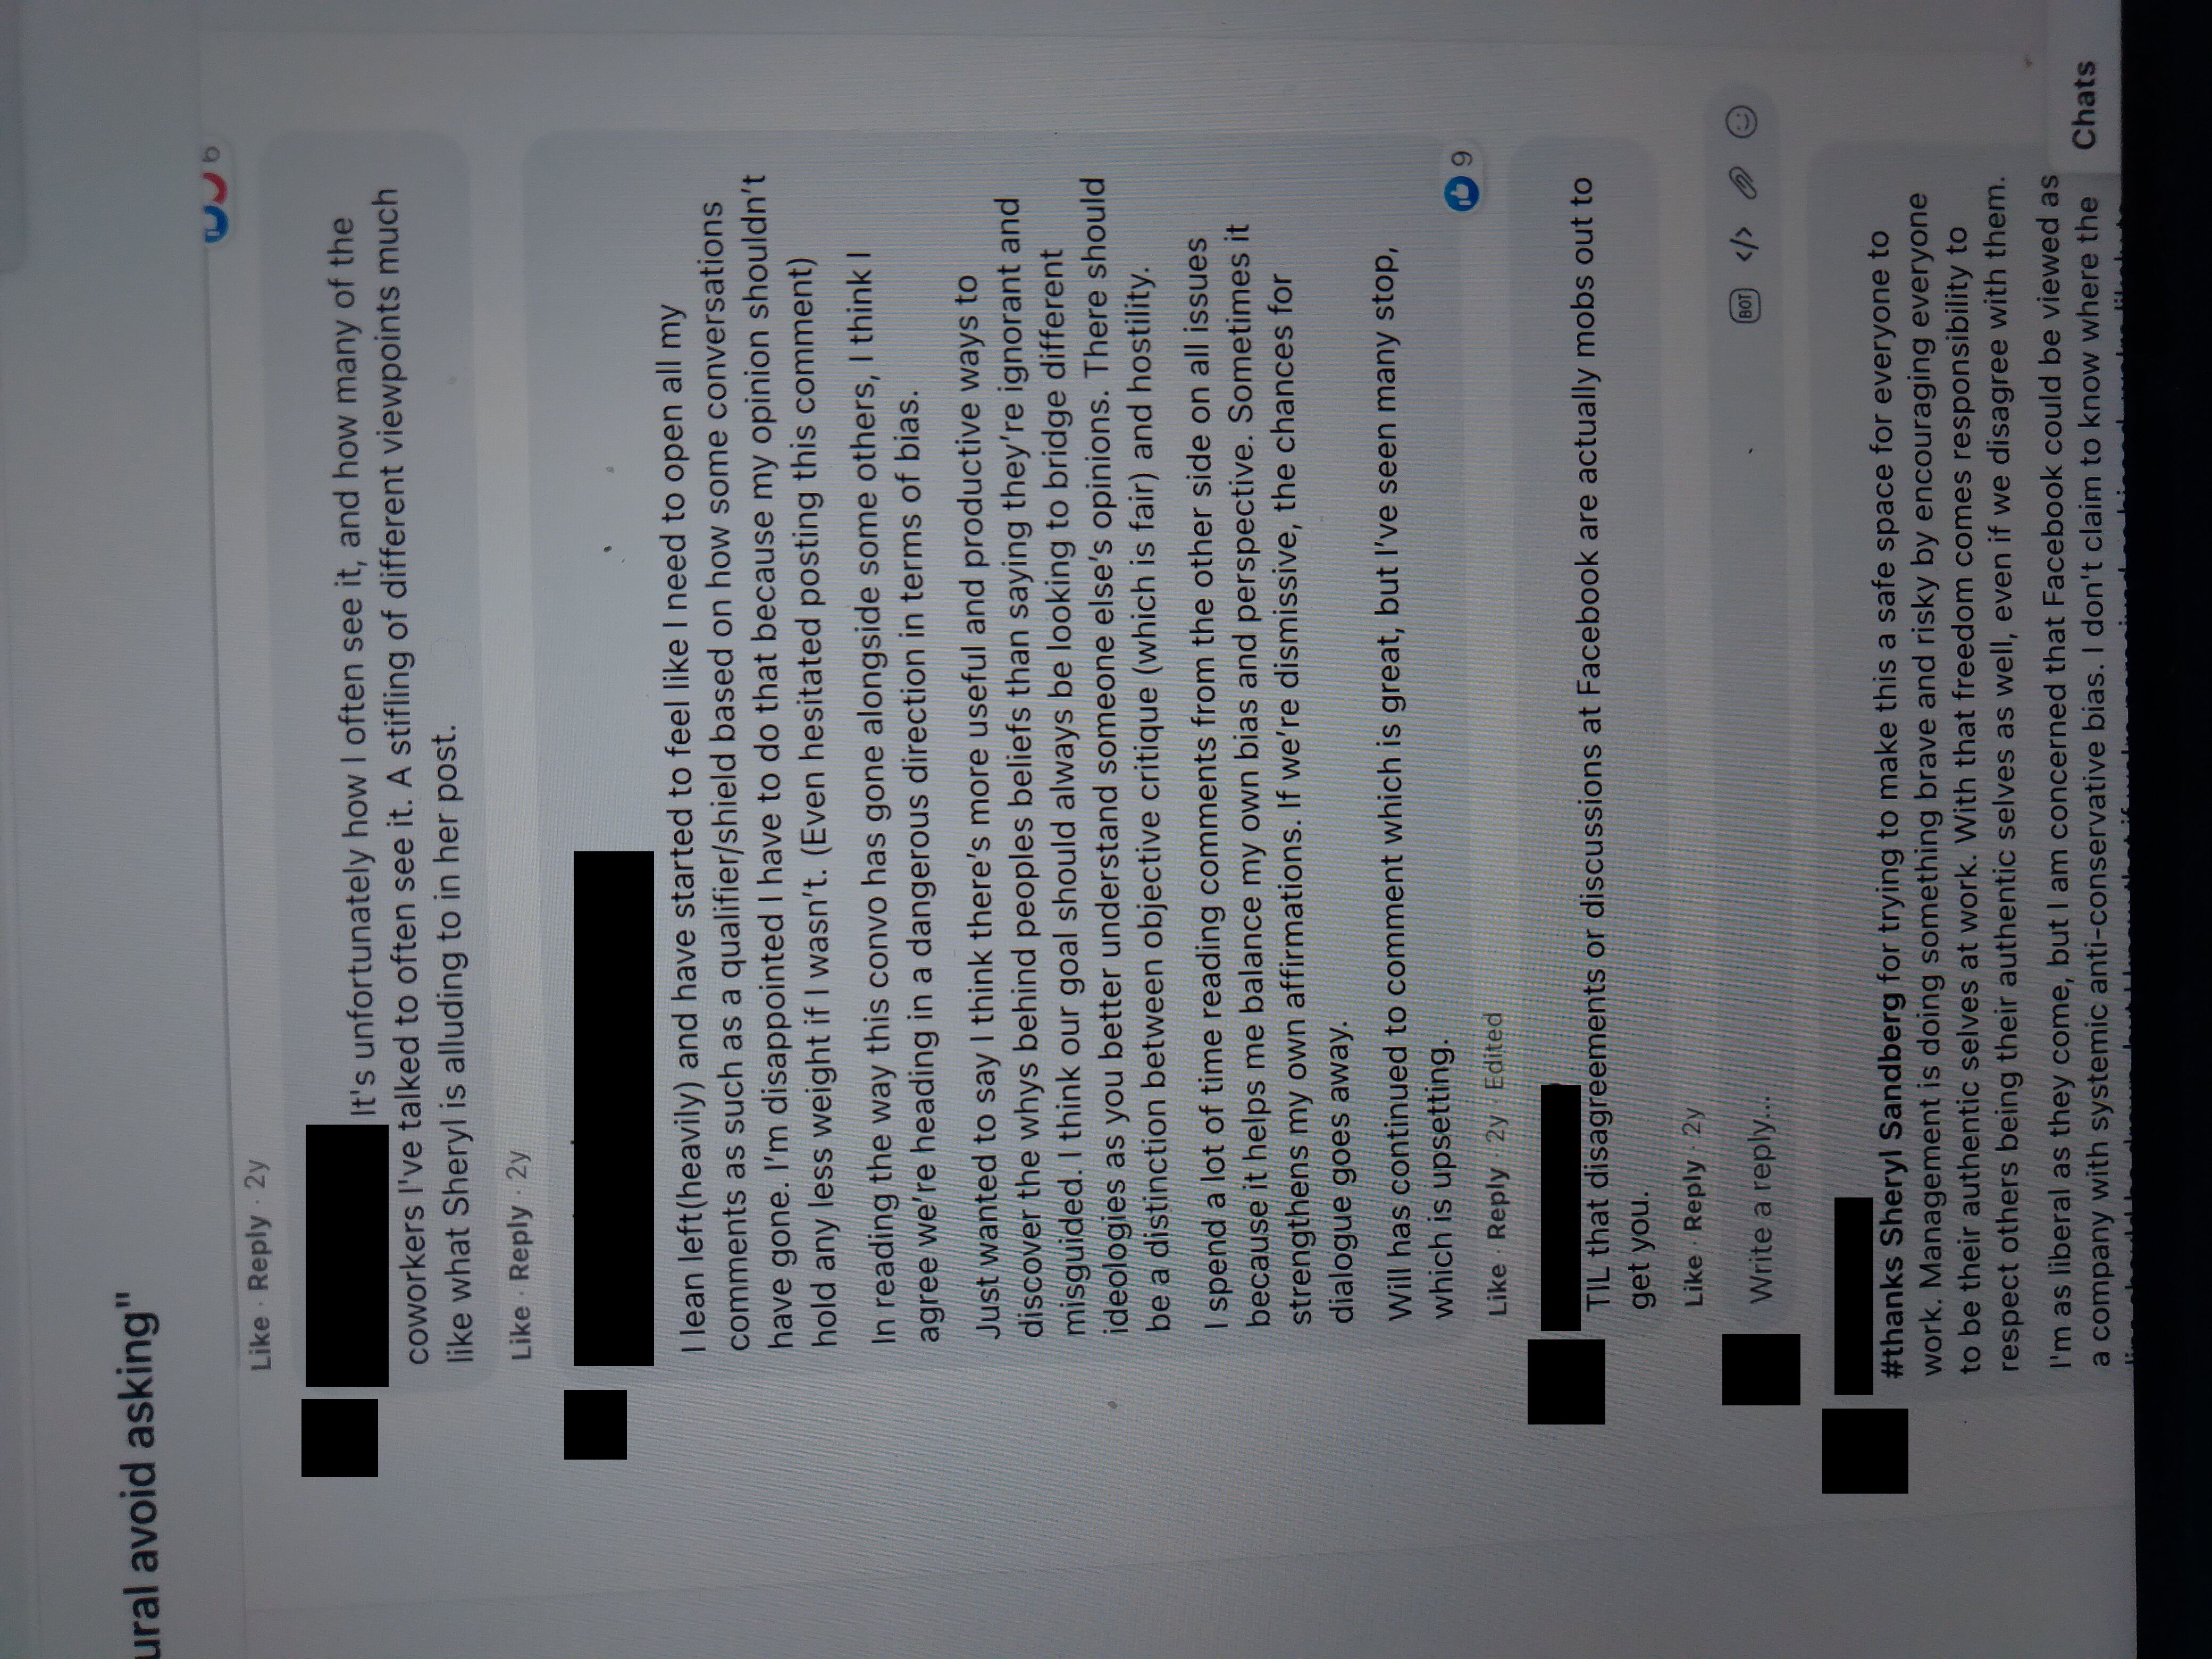 ural avoid asking"
6
Like · Reply · 2y
It's unfortunately how I often see it, and how many of the
coworkers I've talked to often see it. A stifling of different viewpoints much
like what Sheryl is alluding to in her post.
Like · Reply · 2y
I lean left(heavily) and have started to feel like I need to open all my
comments as such as a qualifier/shield based on how some conversations
have gone. I'm disappointed I have to do that because my opinion shouldn't
hold any less weight if I wasn't. (Even hesitated posting this comment)
In reading the way this convo has gone alongside some others, I think I
agree we're heading in a dangerous direction in terms of bias.
Just wanted to say I think there's more useful and productive ways to
discover the whys behind peoples beliefs than saying they're ignorant and
misguided. I think our goal should always be looking to bridge different
ideologies as you better understand someone else's opinions. There should
be a distinction between objective critique (which is fair) and hostility.
I spend a lot of time reading comments from the other side on all issues
because it helps me balance my own bias and perspective. Sometimes it
strengthens my own affirmations. If we're dismissive, the chances for
dialogue goes away.
Will has continued to comment which is great, but I've seen many stop,
which is upsetting.
9
Like · Reply · 2y · Edited
TIL that disagreements or discussions at Facebook are actually mobs out to
get you.
Like · Reply · 2y
Write a reply...
BOT </>
#thanks Sheryl Sandberg for trying to make this a safe space for everyone to
work. Management is doing something brave and risky by encouraging everyone
to be their authentic selves at work. With that freedom comes responsibility to
respect others being their authentic selves as well, even if we disagree with them.
I'm as liberal as they come, but I am concerned that Facebook could be viewed as
a company with systemic anti-conservative bias. I don't claim to know where the
Chats